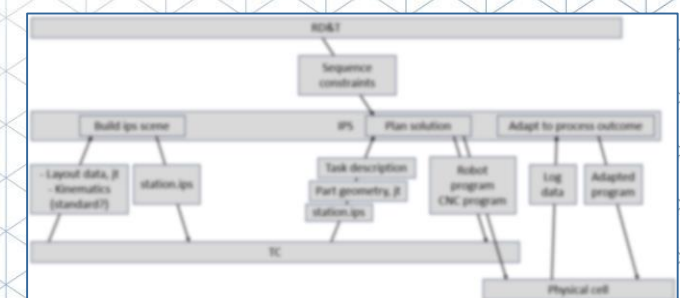 RD&T
Sequence
constraints
Build ips scene
IPS
Plan solution
Adapt to process outcome
- Layout data, jt
- Kinematics
(standard?)
station.ips
Task description
Part geometry, jt
station.ips
Robot
program
CNC program
Log
data
Adapted
program
TC
Physical cell